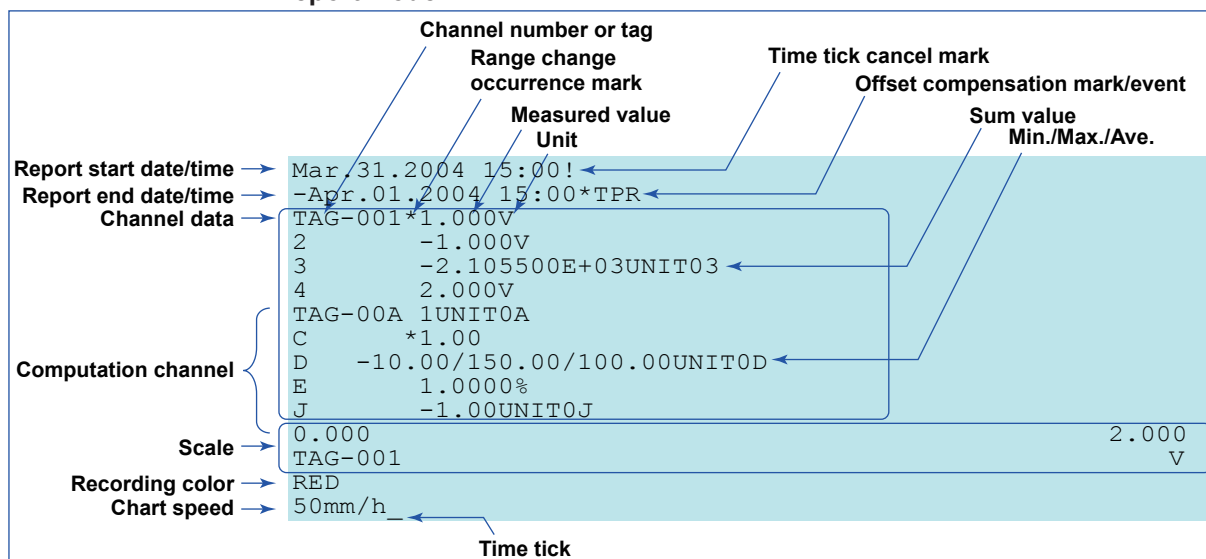 Channel number or tag
Range change
occurrence mark
Measured value
Unit
Time tick cancel mark
Offset compensation mark/event
Sum value
Min./Max./Ave.
Report start date/time
Mar.31.2004 15:00!
Report end date/time
-Apr.01.2004 15:00*TPR
Channel data
TAG-001*1.000V
2 -1.000V
3 -2.105500E+03UNIT03
4 2.000V
TAG-00A 1UNIT0A
C *1.00
Computation channel
D -10.00/150.00/100.00UNIT0D
E 1.0000%
J -1.00UNIT0J
Scale
0.000 2.000
TAG-001 V
Recording color
RED
Chart speed
50mm/h_
Time tick